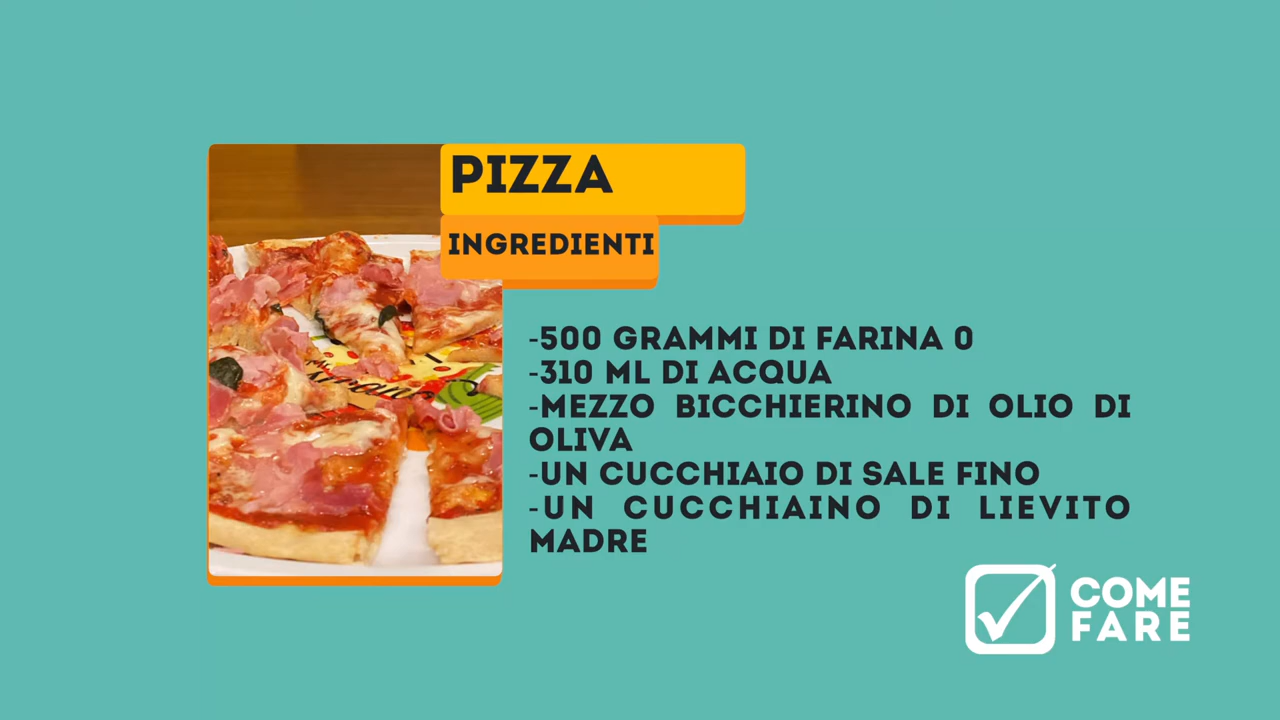 PIZZA
INGREDIENTI
-500 GRAMMI DI FARINA 0
-310 ML DI ACQUA
-MEZZO BICCHIERINO DI OLIO DI
OLIVA
-UN CUCCHIAIO DI SALE FINO
-UN CUCCHIAINO DI LIEVITO
MADRE
COME
FARE